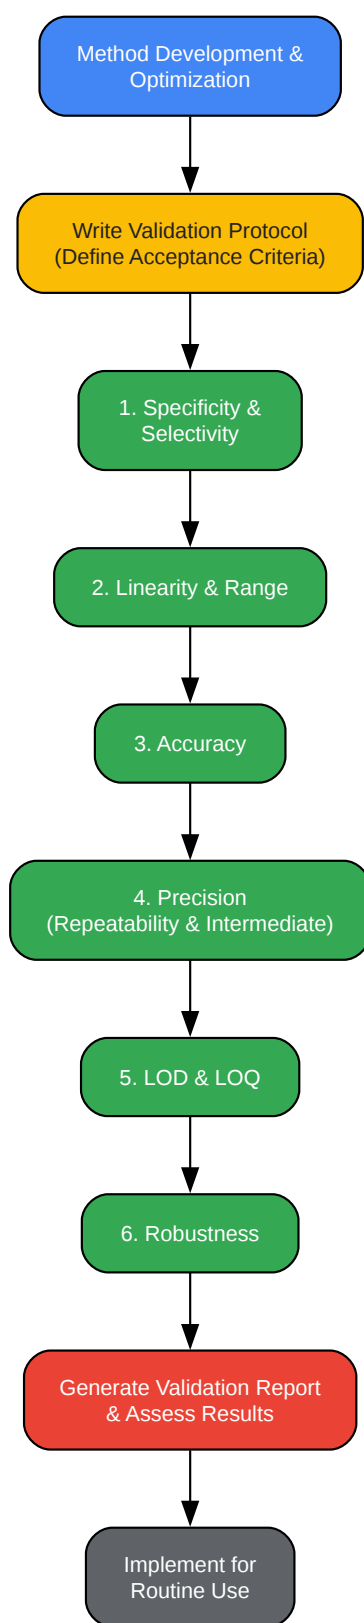 Method Development &
Optimization
Write Validation Protocol
(Define Acceptance Criteria)
1. Specificity &
Selectivity
2. Linearity & Range
3. Accuracy
4. Precision
(Repeatability & Intermediate)
5. LOD & LOQ
6. Robustness
Generate Validation Report
& Assess Results
Implement for
Routine Use